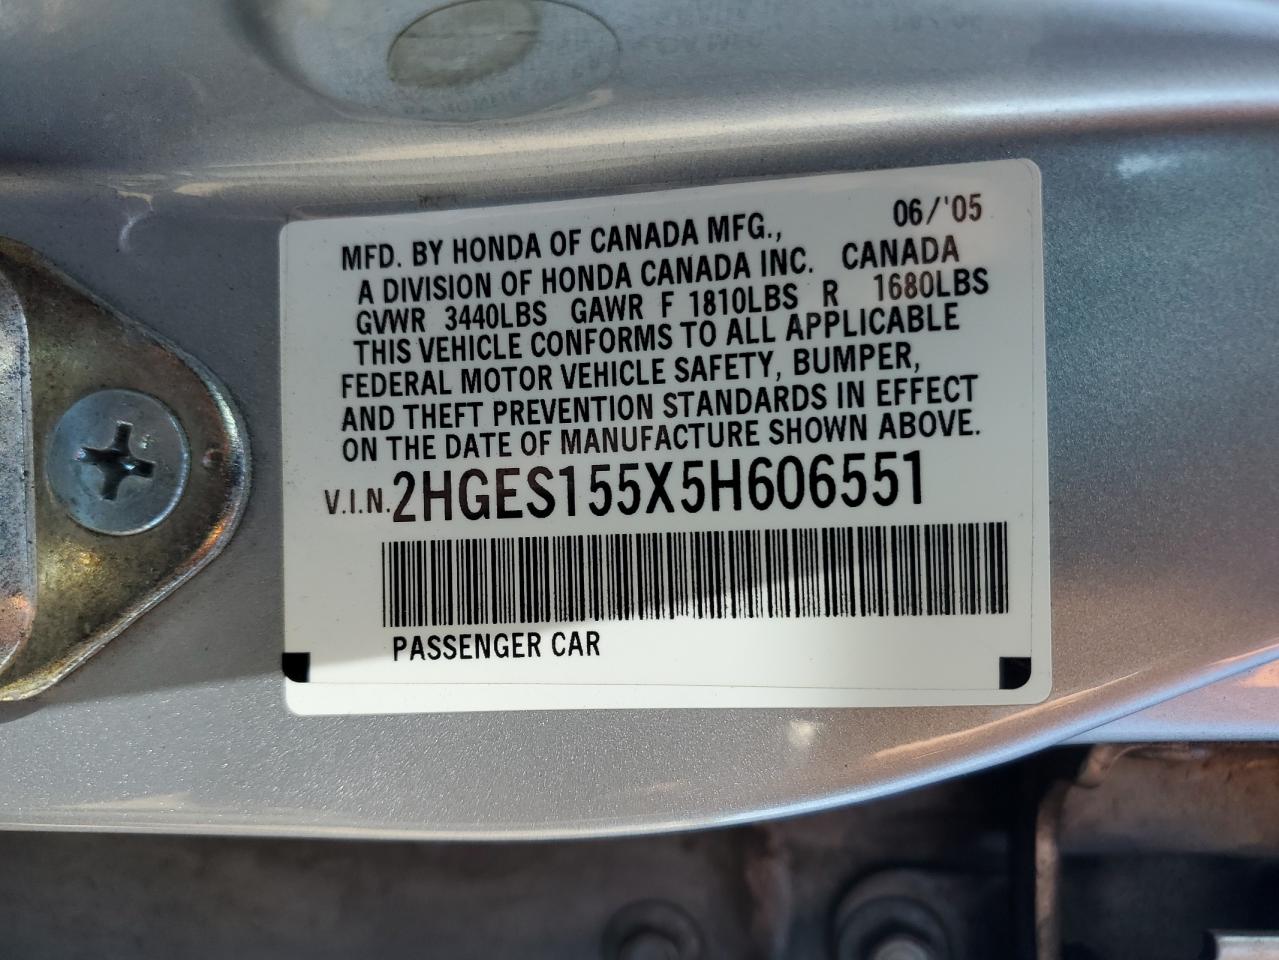 06/'05
MFD. BY HONDA OF CANADA MFG.,
A DIVISION OF HONDA CANADA INC. CANADA
GVWR 3440LBS GAWR F 1810LBS R 1680LBS
THIS VEHICLE CONFORMS TO ALL APPLICABLE
FEDERAL MOTOR VEHICLE SAFETY, BUMPER,
AND THEFT PREVENTION STANDARDS IN EFFECT
ON THE DATE OF MANUFACTURE SHOWN ABOVE.
V.I.N. 2HGES155X5H606551
PASSENGER CAR